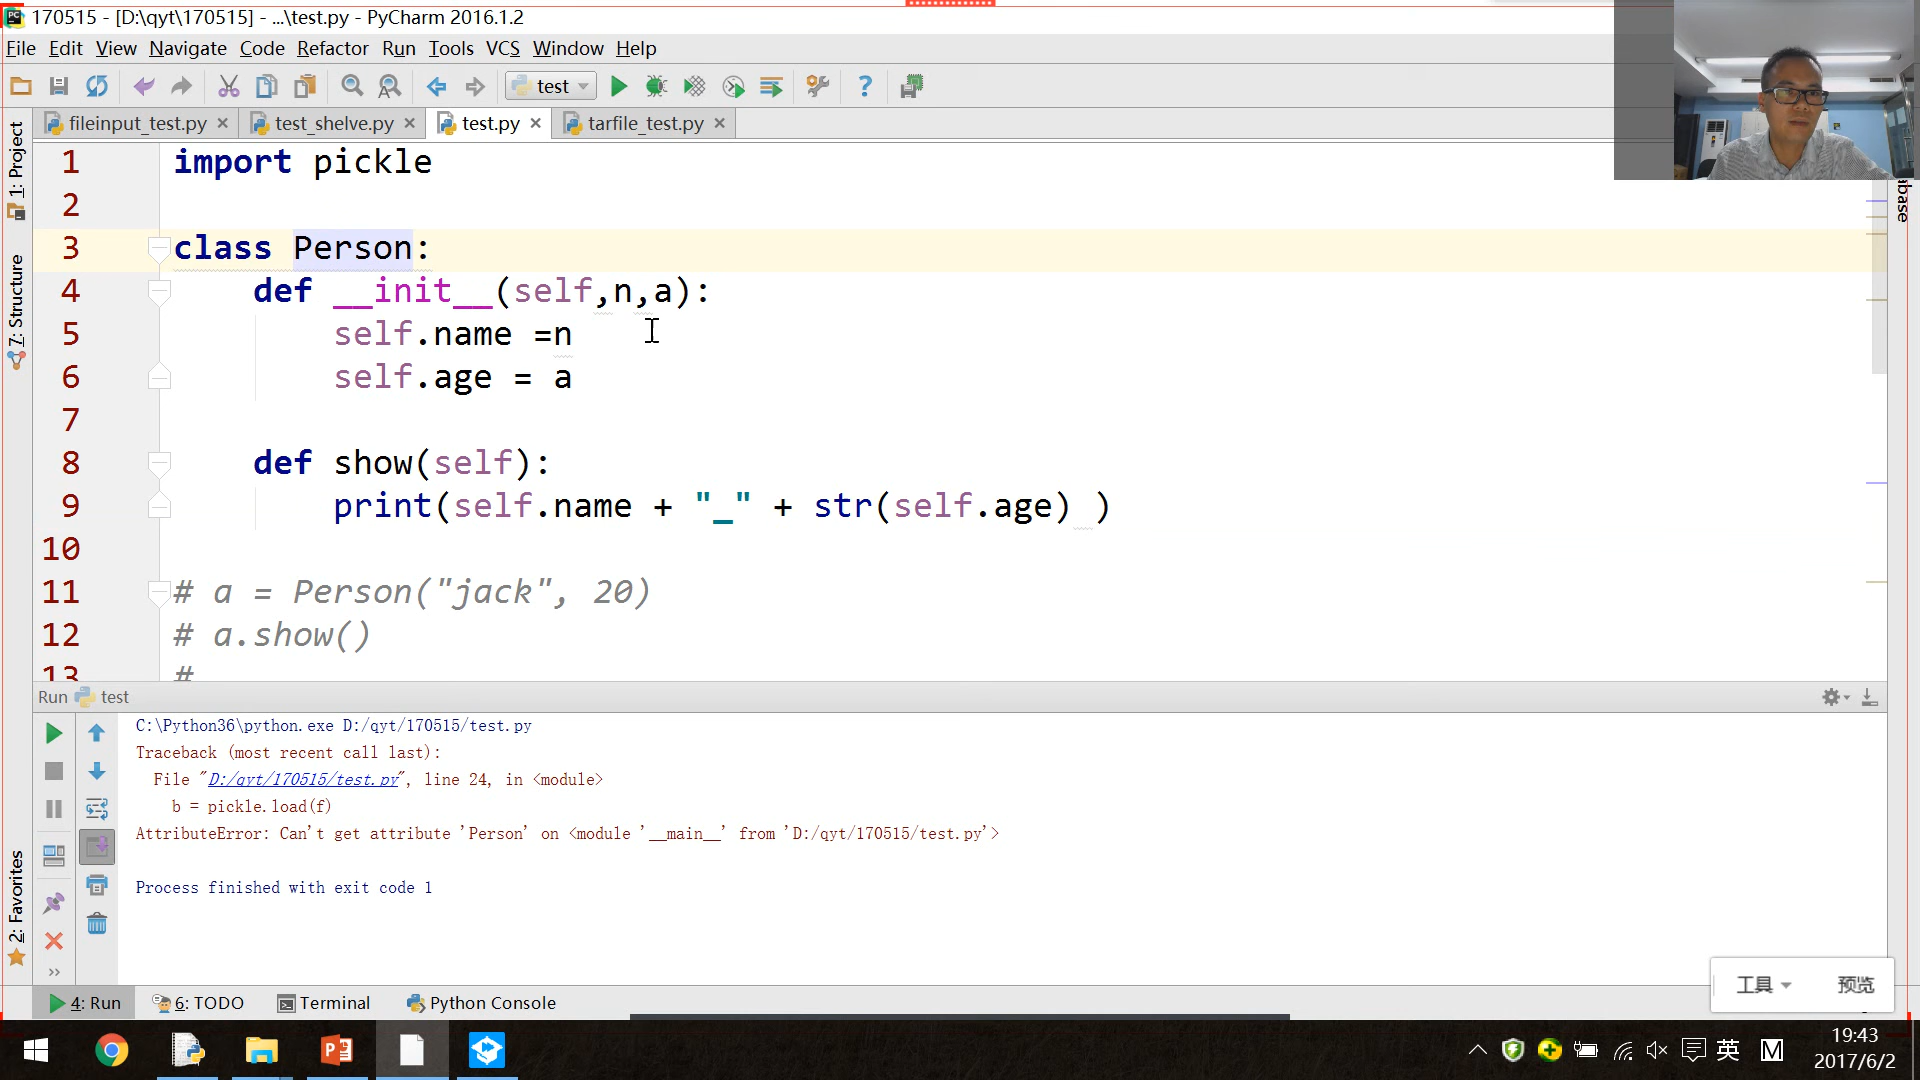 170515 - [D:\qyt\170515] - ...\test.py - PyCharm 2016.1.2
File Edit View Navigate Code Refactor Run Tools VCS Window Help
test
fileinput_test.py test_shelve.py test.py tarfile_test.py
1: Project
7: Structure
2: Favorites
base
1 import pickle
2
3 class Person:
4 def __init__(self,n,a):
5 self.name =n
6 self.age = a
7
8 def show(self):
9 print(self.name + "_" + str(self.age) )
10
11 # a = Person("jack", 20)
12 # a.show()
13 #
Run test
C:\Python36\python.exe D:/qyt/170515/test.py
Traceback (most recent call last):
File "D:/qyt/170515/test.py", line 24, in <module>
b = pickle.load(f)
AttributeError: Can't get attribute 'Person' on <module '__main__' from 'D:/qyt/170515/test.py'>
Process finished with exit code 1
工具 预览
4: Run 6: TODO Terminal Python Console
英 M
19:43
2017/6/2